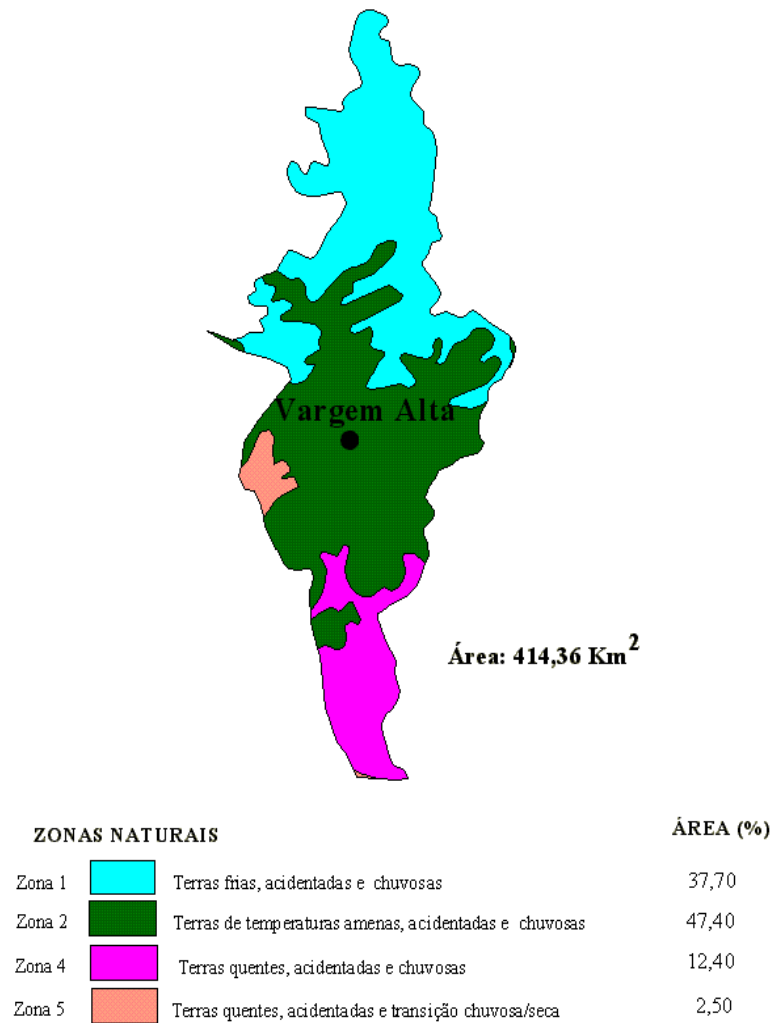 Vargem Alta
Área: 414,36 Km²
ZONAS NATURAIS ÁREA (%)
Zona 1 Terras frias, acidentadas e chuvosas 37,70
Zona 2 Terras de temperaturas amenas, acidentadas e chuvosas 47,40
Zona 4 Terras quentes, acidentadas e chuvosas 12,40
Zona 5 Terras quentes, acidentadas e transição chuvosa/seca 2,50